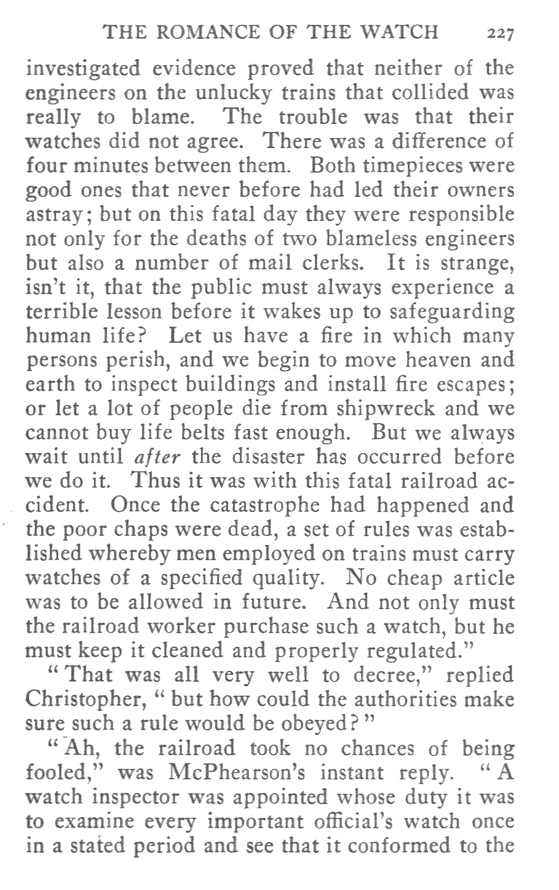 THE ROMANCE OF THE WATCH 227
investigated evidence proved that neither of the
engineers on the unlucky trains that collided was
really to blame. The trouble was that their
watches did not agree. There was a difference of
four minutes between them. Both timepieces were
good ones that never before had led their owners
astray; but on this fatal day they were responsible
not only for the deaths of two blameless engineers
but also a number of mail clerks. It is strange,
isn't it, that the public must always experience a
terrible lesson before it wakes up to safeguarding
human life? Let us have a fire in which many
persons perish, and we begin to move heaven and
earth to inspect buildings and install fire escapes;
or let a lot of people die from shipwreck and we
cannot buy life belts fast enough. But we always
wait until after the disaster has occurred before
we do it. Thus it was with this fatal railroad ac-
cident. Once the catastrophe had happened and
the poor chaps were dead, a set of rules was estab-
lished whereby men employed on trains must carry
watches of a specified quality. No cheap article
was to be allowed in future. And not only must
the railroad worker purchase such a watch, but he
must keep it cleaned and properly regulated."
"That was all very well to decree," replied
Christopher, "but how could the authorities make
sure such a rule would be obeyed?"
"Ah, the railroad took no chances of being
fooled," was McPhearson's instant reply. "A
watch inspector was appointed whose duty it was
to examine every important official's watch once
in a stated period and see that it conformed to the